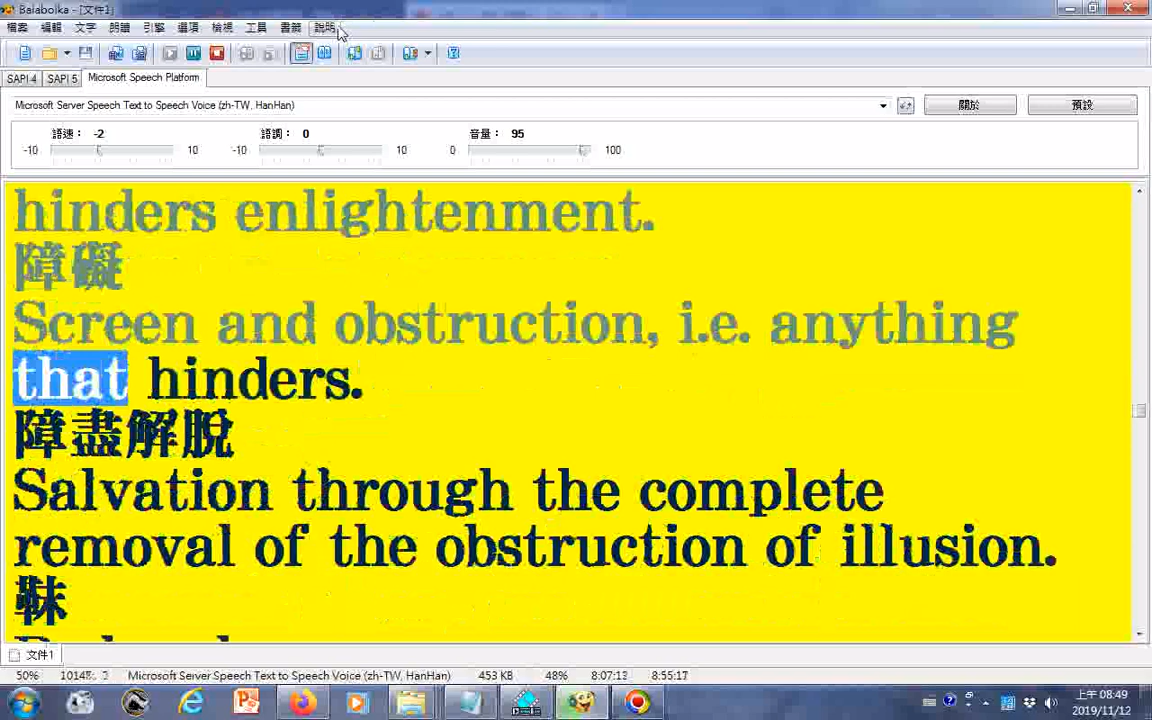 Balabolka - [文件1]
檔案 編輯 文字 朗讀 引擎 選項 檢視 工具 書籤 說明
SAPI 4 SAPI 5 Microsoft Speech Platform
Microsoft Server Speech Text to Speech Voice (zh-TW, HanHan) 關於 預設
語速： -2 語調： 0 音量： 95
-10 10 -10 10 0 100
hinders enlightenment.
障礙
Screen and obstruction, i.e. anything
that hinders.
障盡解脫
Salvation through the complete
removal of the obstruction of illusion.
韎
文件1
50% Microsoft Server Speech Text to Speech Voice (zh-TW, HanHan) 453 KB 48% 8:07:13 8:55:17
上午 08:49
2019/11/12